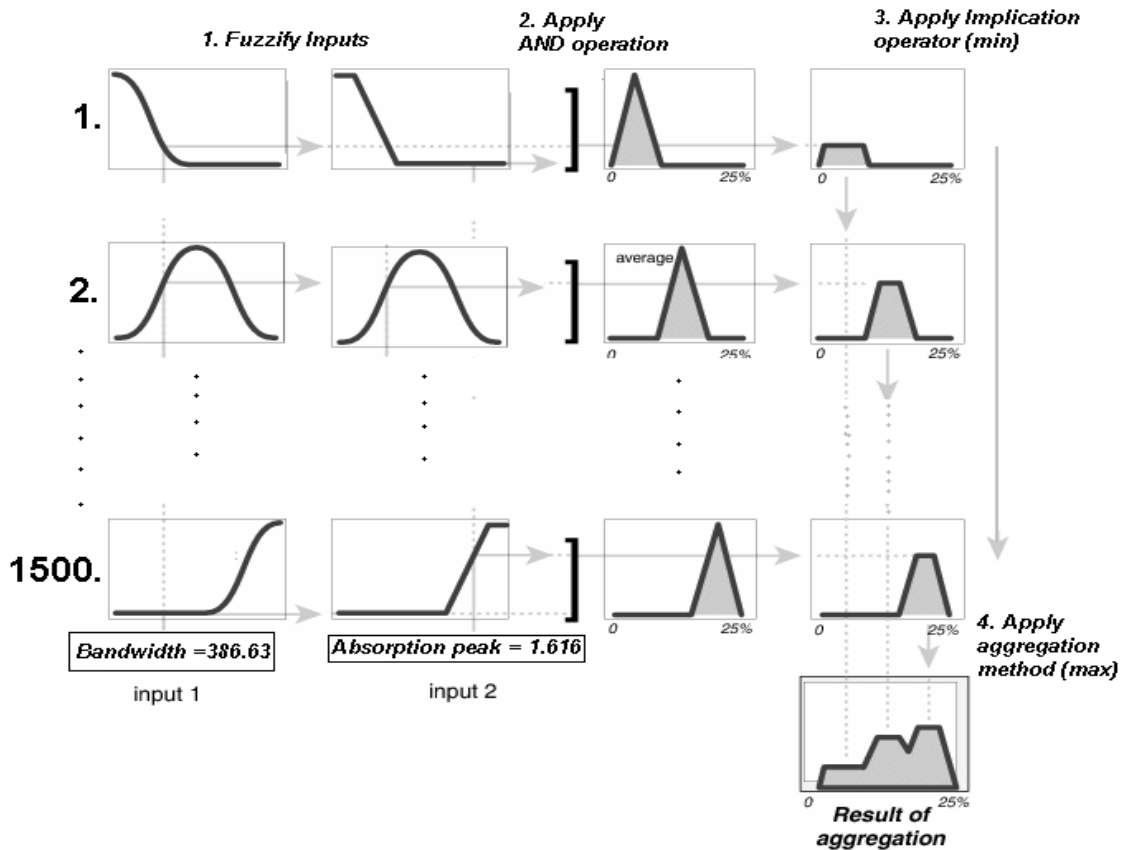 1. Fuzzify Inputs
2. Apply
AND operation
3. Apply Implication
operator (min)
1.
0
25%
0
25%
2.
average
0
25%
0
25%
1500.
0
25%
0
25%
Bandwidth =386.63
Absorption peak = 1.616
input 1
input 2
4. Apply
aggregation
method (max)
0
25%
Result of
aggregation